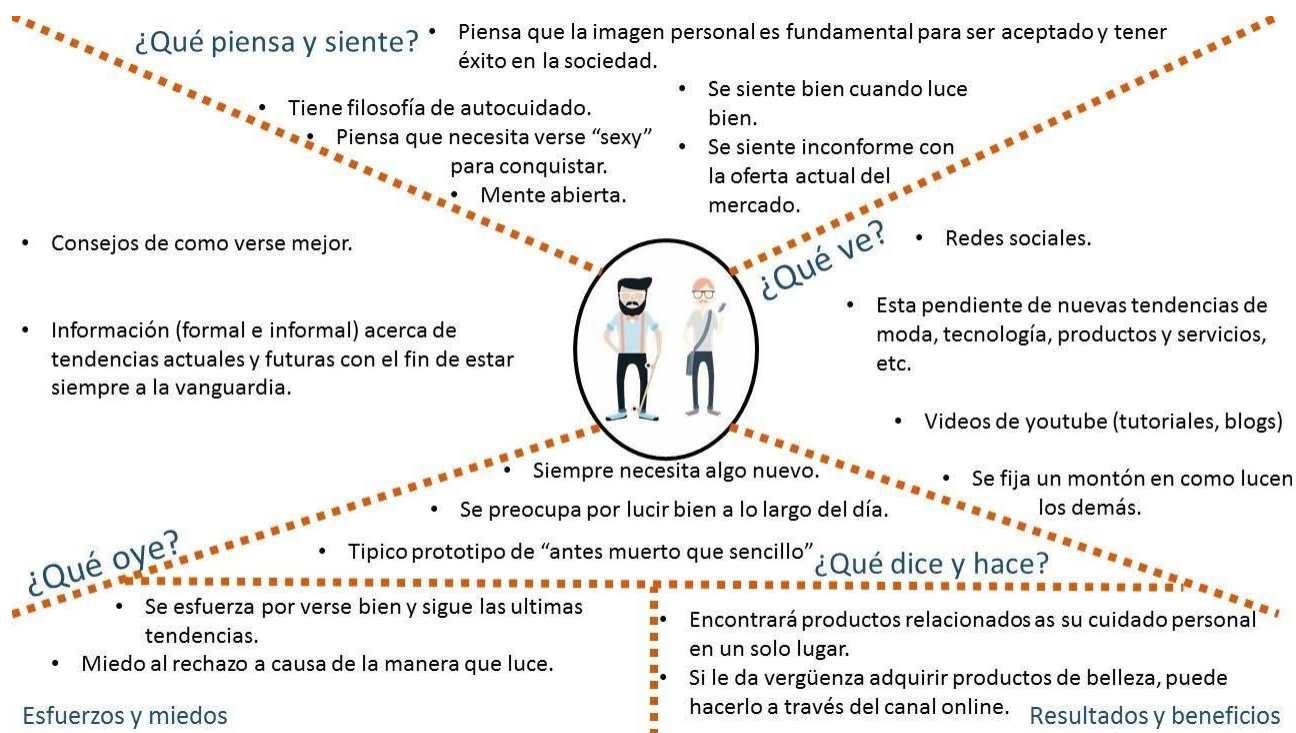 ¿Qué piensa y siente?
• Piensa que la imagen personal es fundamental para ser aceptado y tener
éxito en la sociedad.
• Tiene filosofía de autocuidado.
• Piensa que necesita verse “sexy”
para conquistar.
• Mente abierta.
• Se siente bien cuando luce
bien.
• Se siente inconforme con
la oferta actual del
mercado.
¿Qué ve?
• Redes sociales.
• Esta pendiente de nuevas tendencias de
moda, tecnología, productos y servicios,
etc.
• Videos de youtube (tutoriales, blogs)
• Se fija un montón en como lucen
los demás.
• Consejos de como verse mejor.
• Información (formal e informal) acerca de
tendencias actuales y futuras con el fin de estar
siempre a la vanguardia.
¿Qué oye?
• Siempre necesita algo nuevo.
• Se preocupa por lucir bien a lo largo del día.
• Tipico prototipo de “antes muerto que sencillo”
¿Qué dice y hace?
• Se esfuerza por verse bien y sigue las ultimas
tendencias.
• Miedo al rechazo a causa de la manera que luce.
Esfuerzos y miedos
• Encontrará productos relacionados as su cuidado personal
en un solo lugar.
• Si le da vergüenza adquirir productos de belleza, puede
hacerlo a través del canal online.
Resultados y beneficios